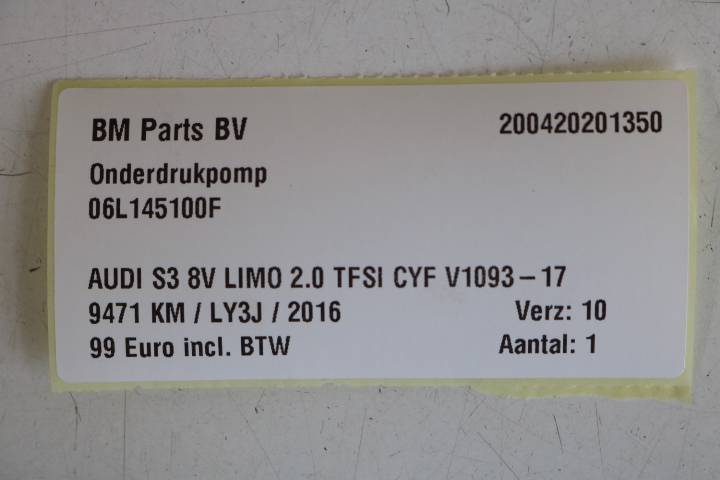 BM Parts BV 200420201350
Onderdrukpomp
06L145100F
AUDI S3 8V LIMO 2.0 TFSI CYF V1093-17
9471 KM / LY3J / 2016 Verz: 10
99 Euro incl. BTW Aantal: 1